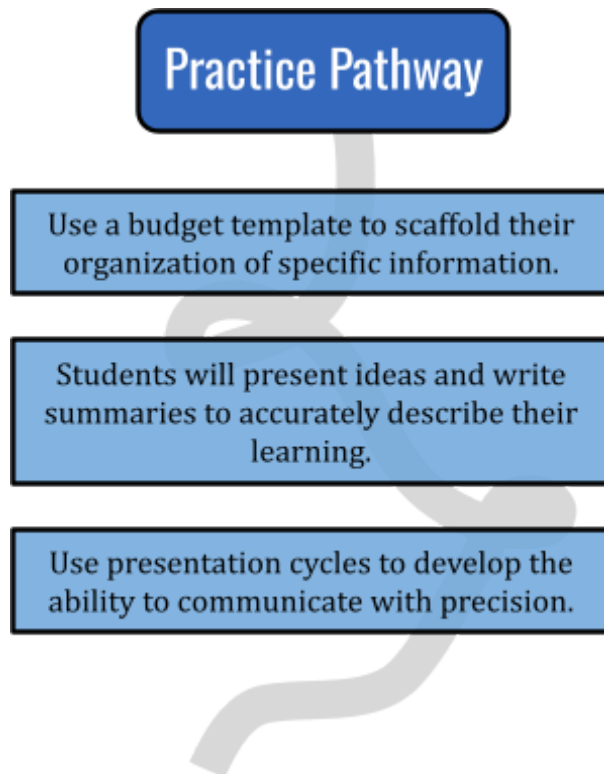 Practice Pathway
Use a budget template to scaffold their
organization of specific information.
Students will present ideas and write
summaries to accurately describe their
learning.
Use presentation cycles to develop the
ability to communicate with precision.